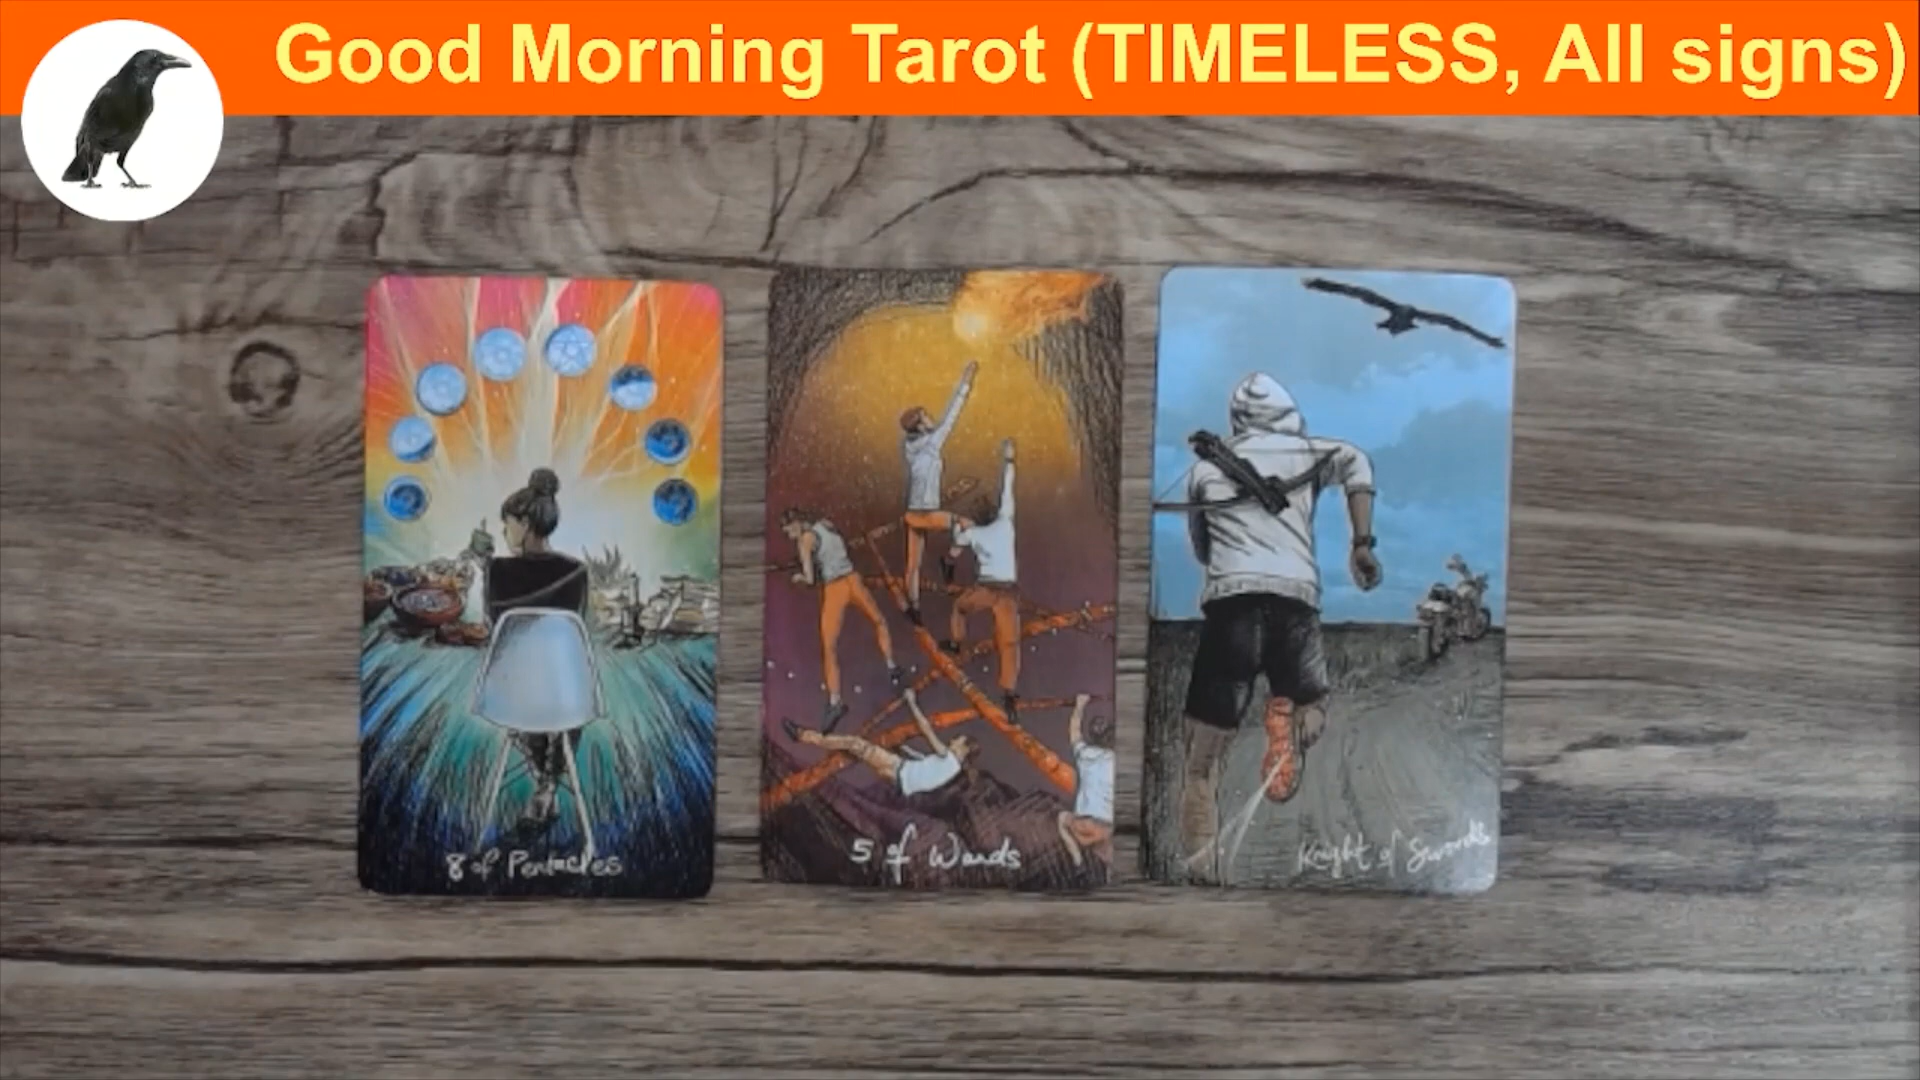 Good Morning Tarot (TIMELESS, All signs)
8 of Pentacles
5 of Wands
Knight of Swords